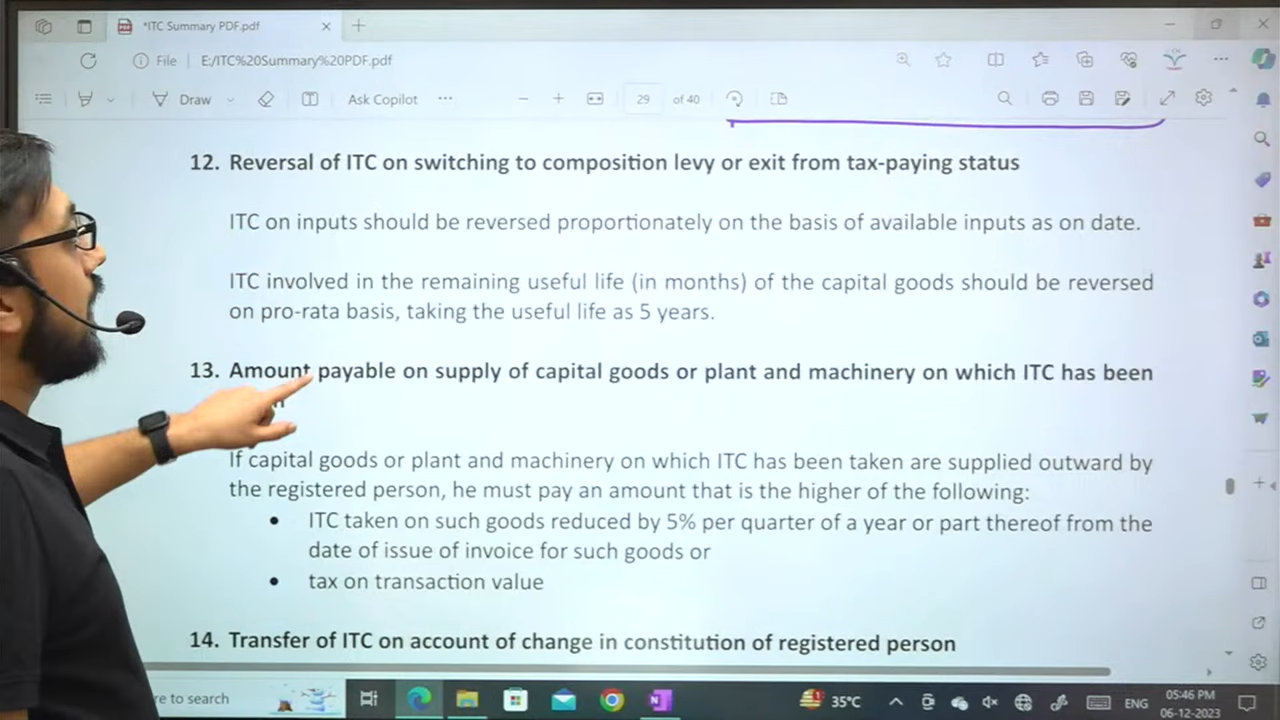 *ITC Summary PDF.pdf
File E:/ITC%20Summary%20PDF.pdf
Draw Ask Copilot 29 of 40
12. Reversal of ITC on switching to composition levy or exit from tax-paying status
ITC on inputs should be reversed proportionately on the basis of available inputs as on date.
ITC involved in the remaining useful life (in months) of the capital goods should be reversed
on pro-rata basis, taking the useful life as 5 years.
13. Amount payable on supply of capital goods or plant and machinery on which ITC has been
If capital goods or plant and machinery on which ITC has been taken are supplied outward by
the registered person, he must pay an amount that is the higher of the following:
• ITC taken on such goods reduced by 5% per quarter of a year or part thereof from the
date of issue of invoice for such goods or
• tax on transaction value
14. Transfer of ITC on account of change in constitution of registered person
re to search 35°C ENG 05:46 PM
06-12-2023